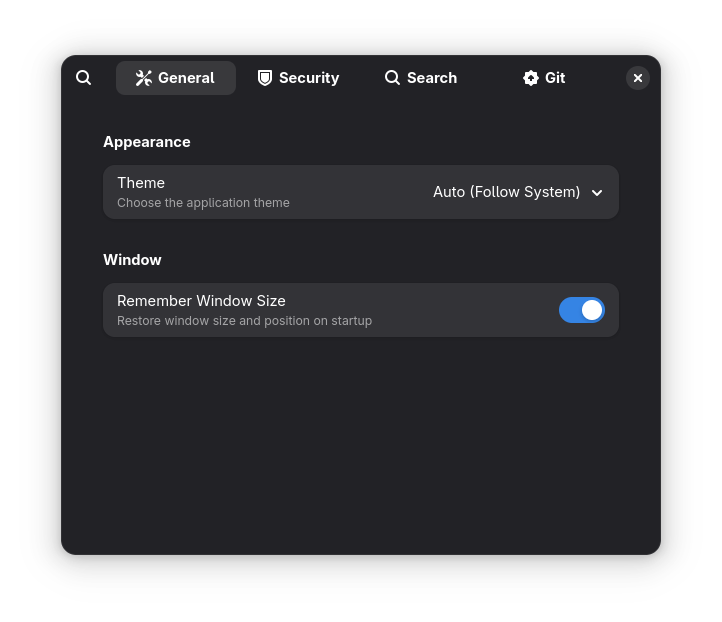 General
Security
Search
Git
Appearance
Theme
Choose the application theme
Auto (Follow System)
Window
Remember Window Size
Restore window size and position on startup